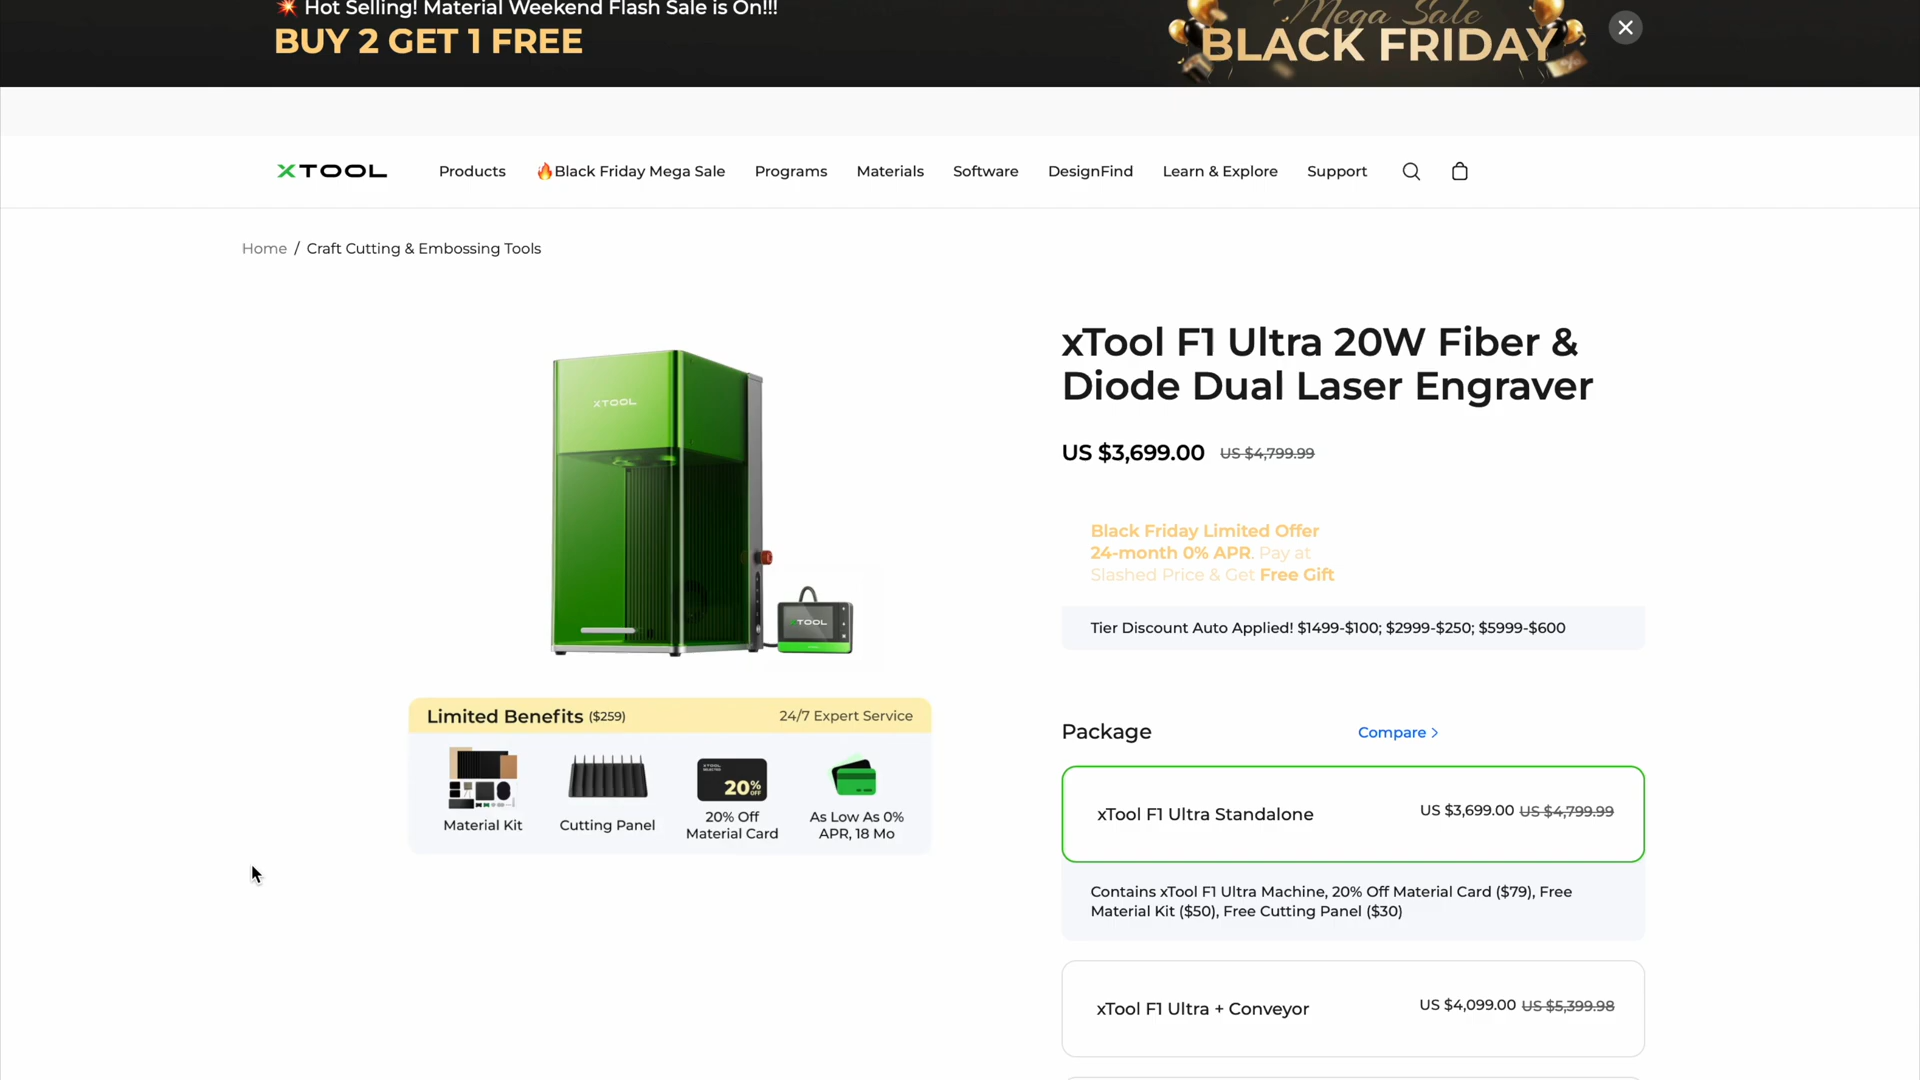 💥 Hot Selling! Material Weekend Flash Sale is On!!!
BUY 2 GET 1 FREE
Mega Sale
BLACK FRIDAY
XTOOL
Products
🔥Black Friday Mega Sale
Programs
Materials
Software
DesignFind
Learn & Explore
Support
Home / Craft Cutting & Embossing Tools
XTOOL
XTOOL
Limited Benefits ($259)
24/7 Expert Service
XTOOL
20% OFF
Material Kit
Cutting Panel
20% Off
Material Card
As Low As 0%
APR, 18 Mo
xTool F1 Ultra 20W Fiber &
Diode Dual Laser Engraver
US $3,699.00 US $4,799.99
Black Friday Limited Offer
24-month 0% APR. Pay at
Slashed Price & Get Free Gift
Tier Discount Auto Applied! $1499-$100; $2999-$250; $5999-$600
Package
Compare >
xTool F1 Ultra Standalone
US $3,699.00 US $4,799.99
Contains xTool F1 Ultra Machine, 20% Off Material Card ($79), Free
Material Kit ($50), Free Cutting Panel ($30)
xTool F1 Ultra + Conveyor
US $4,099.00 US $5,399.98